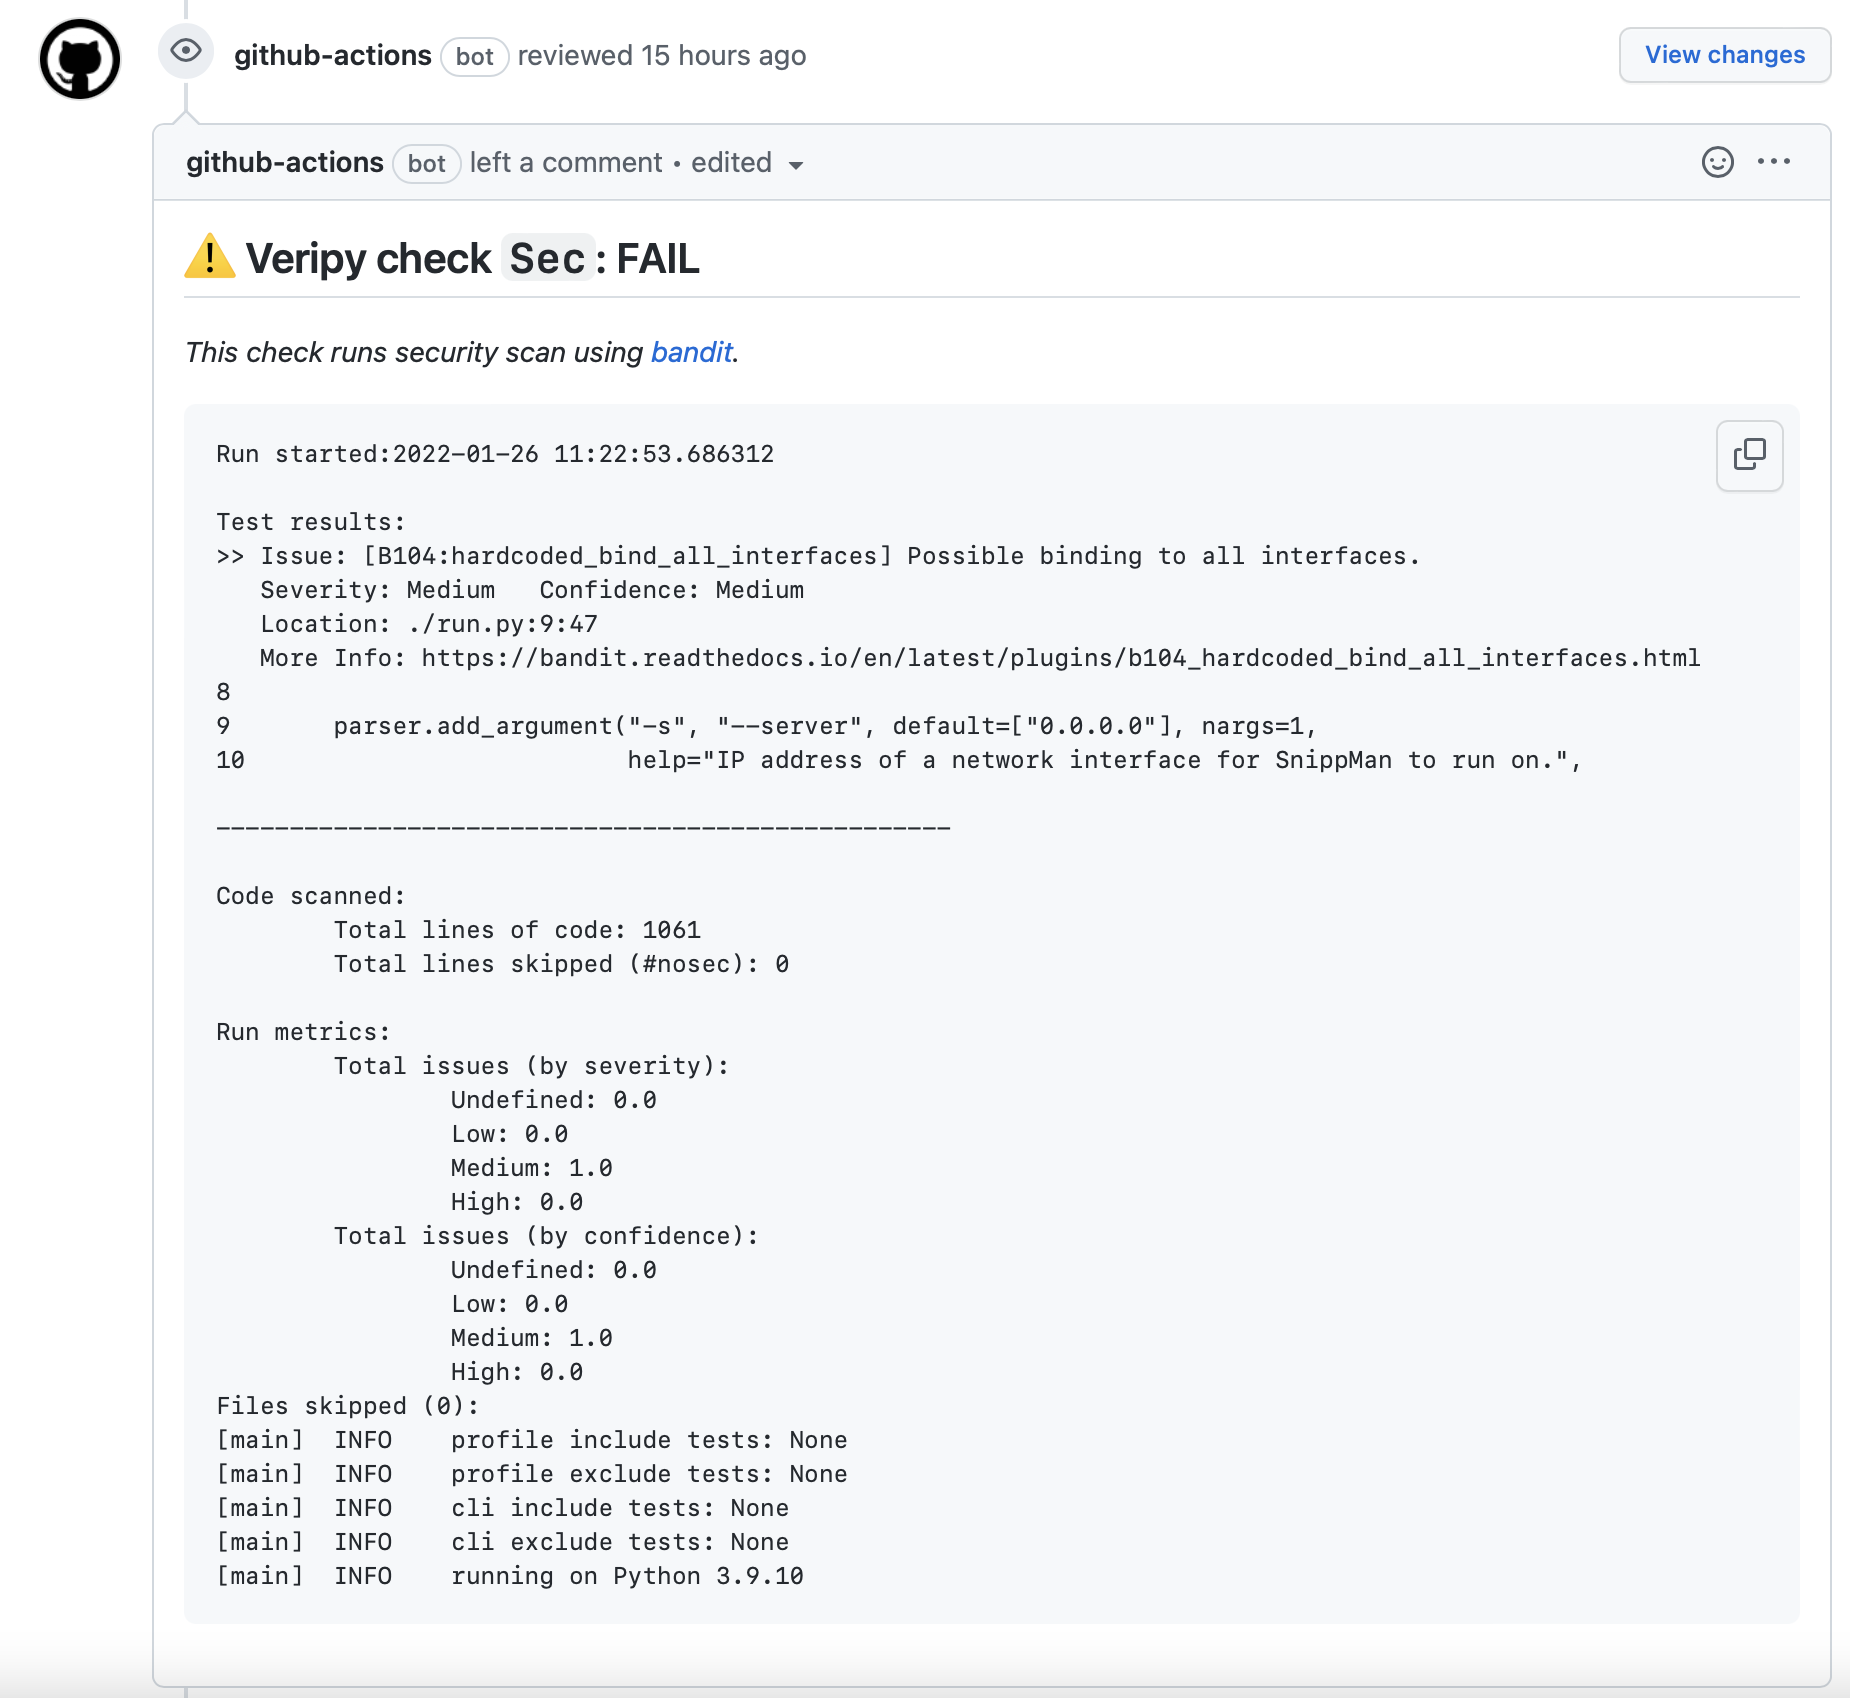 github-actions bot reviewed 15 hours ago
View changes
github-actions bot left a comment • edited
Veripy check Sec: FAIL
This check runs security scan using bandit.
Run started:2022-01-26 11:22:53.686312
Test results:
>> Issue: [B104:hardcoded_bind_all_interfaces] Possible binding to all interfaces.
   Severity: Medium   Confidence: Medium
   Location: ./run.py:9:47
   More Info: https://bandit.readthedocs.io/en/latest/plugins/b104_hardcoded_bind_all_interfaces.html
8
9       parser.add_argument("-s", "--server", default=["0.0.0.0"], nargs=1,
10                          help="IP address of a network interface for SnippMan to run on.",
--------------------------------------------------
Code scanned:
        Total lines of code: 1061
        Total lines skipped (#nosec): 0
Run metrics:
        Total issues (by severity):
                Undefined: 0.0
                Low: 0.0
                Medium: 1.0
                High: 0.0
        Total issues (by confidence):
                Undefined: 0.0
                Low: 0.0
                Medium: 1.0
                High: 0.0
Files skipped (0):
[main]  INFO    profile include tests: None
[main]  INFO    profile exclude tests: None
[main]  INFO    cli include tests: None
[main]  INFO    cli exclude tests: None
[main]  INFO    running on Python 3.9.10